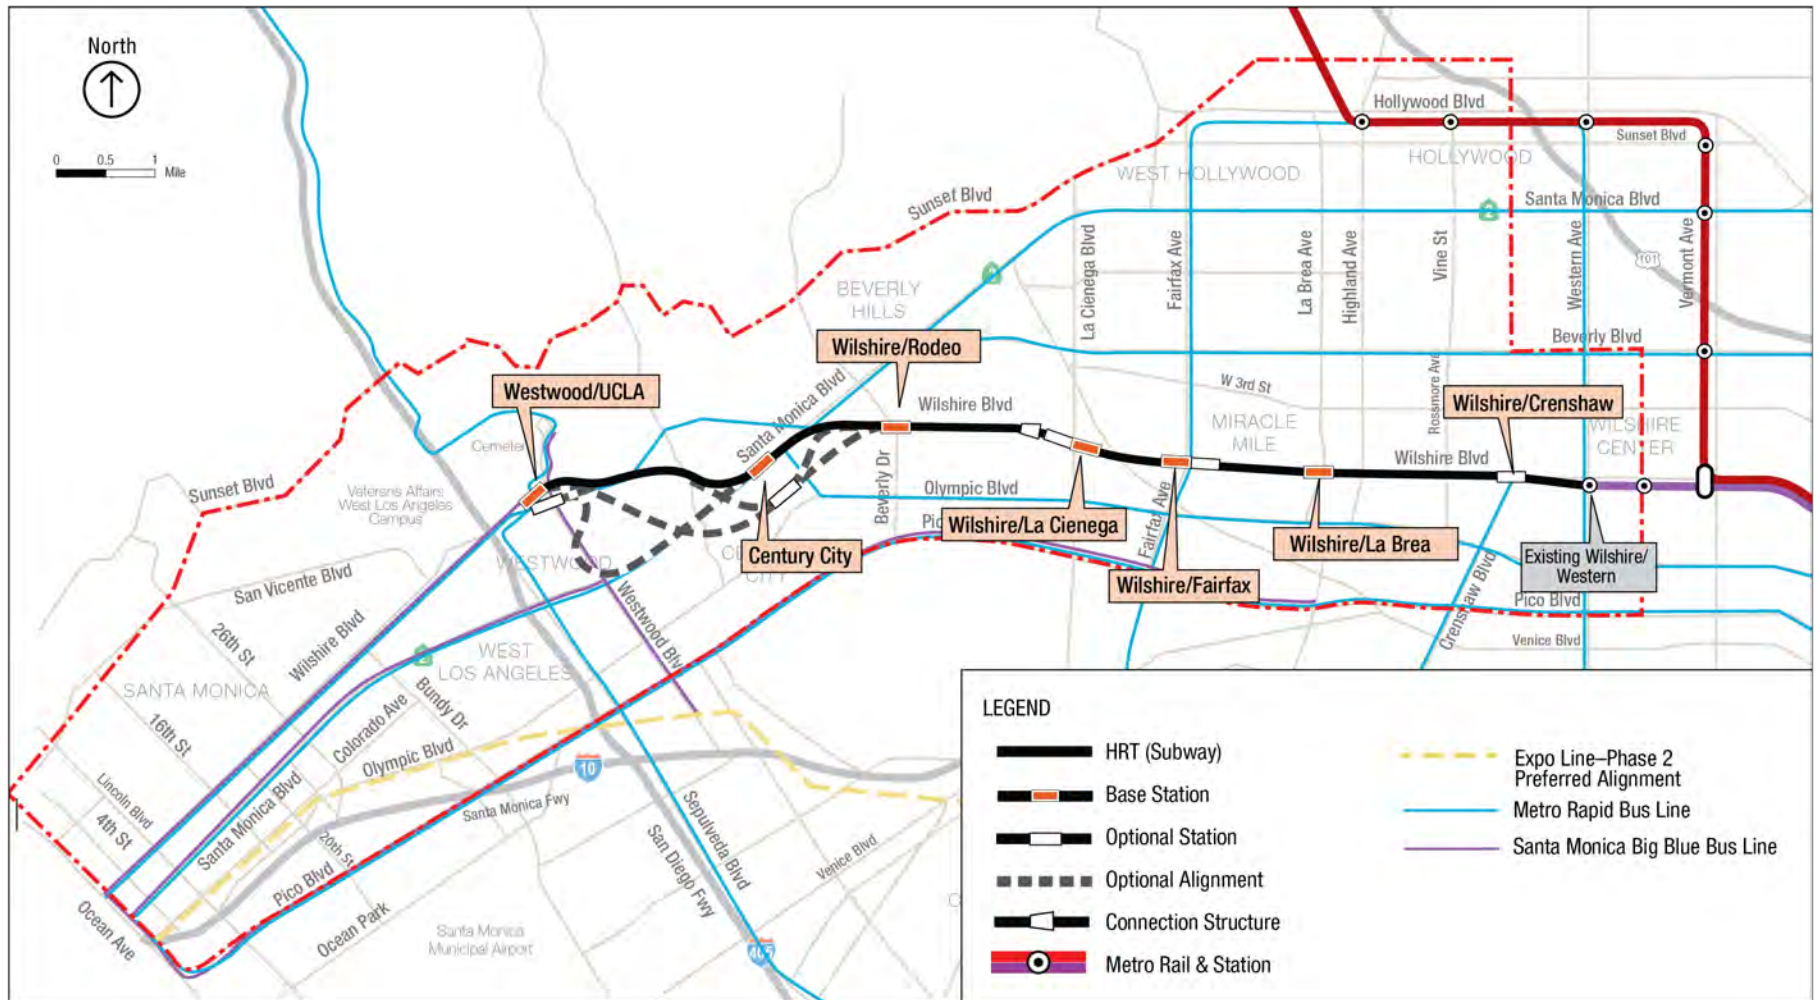 North
0 0.5 1
Mile
Hollywood Blvd
Sunset Blvd
HOLLYWOOD
WEST HOLLYWOOD
Sunset Blvd
Santa Monica Blvd
2
101
La Cienega Blvd
Fairfax Ave
La Brea Ave
Highland Ave
Vine St
Western Ave
Vermont Ave
BEVERLY
HILLS
Beverly Blvd
Wilshire/Rodeo
Westwood/UCLA
Santa Monica Blvd
Wilshire Blvd
W 3rd St
Rossmore Ave
Wilshire/Crenshaw
MIRACLE
MILE
WILSHIRE
CENTER
Wilshire Blvd
Cemeter
Sunset Blvd
Veterans Affairs
West Los Angeles
Campus
Olympic Blvd
Beverly Dr
Wilshire/La Cienega
Fairfax Ave
Wilshire/La Brea
Century City
CITY
WESTWOOD
Wilshire/Fairfax
Existing Wilshire/
Western
Crenshaw Blvd
Pico Blvd
Venice Blvd
San Vicente Blvd
26th St
Wilshire Blvd
Westwood Blv
WEST
LOS ANGELES
SANTA MONICA
16th St
Colorado Ave
Bundy Dr
Olympic Blvd
10
Lincoln Blvd
4th St
Santa Monica Blvd
20th St
Santa Monica Fwy
Pico Blvd
Sepulveda Blvd
San Diego Fwy
Venice Blvd
Ocean Ave
Ocean Park
Santa Monica
Municipal Airport
405
LEGEND
HRT (Subway)
Base Station
Optional Station
Optional Alignment
Connection Structure
Metro Rail & Station
Expo Line–Phase 2
Preferred Alignment
Metro Rapid Bus Line
Santa Monica Big Blue Bus Line